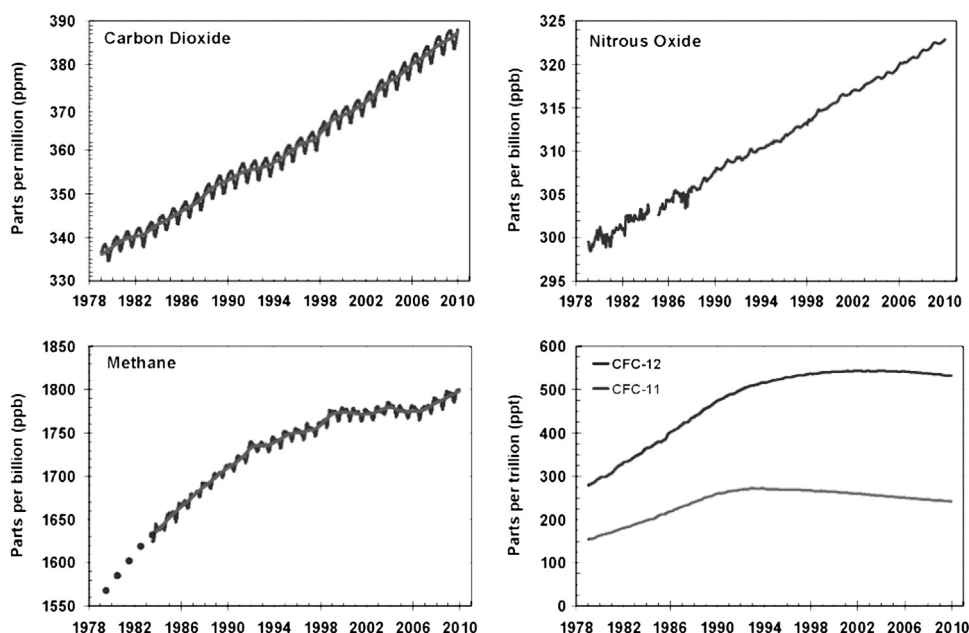 Carbon Dioxide
Parts per million (ppm)
390
380
370
360
350
340
330
1978 1982 1986 1990 1994 1998 2002 2006 2010
Nitrous Oxide
Parts per billion (ppb)
325
320
315
310
305
300
295
1978 1982 1986 1990 1994 1998 2002 2006 2010
Methane
Parts per billion (ppb)
1850
1800
1750
1700
1650
1600
1550
1978 1982 1986 1990 1994 1998 2002 2006 2010
CFC-12
CFC-11
Parts per trillion (ppt)
600
500
400
300
200
100
0
1978 1982 1986 1990 1994 1998 2002 2006 2010